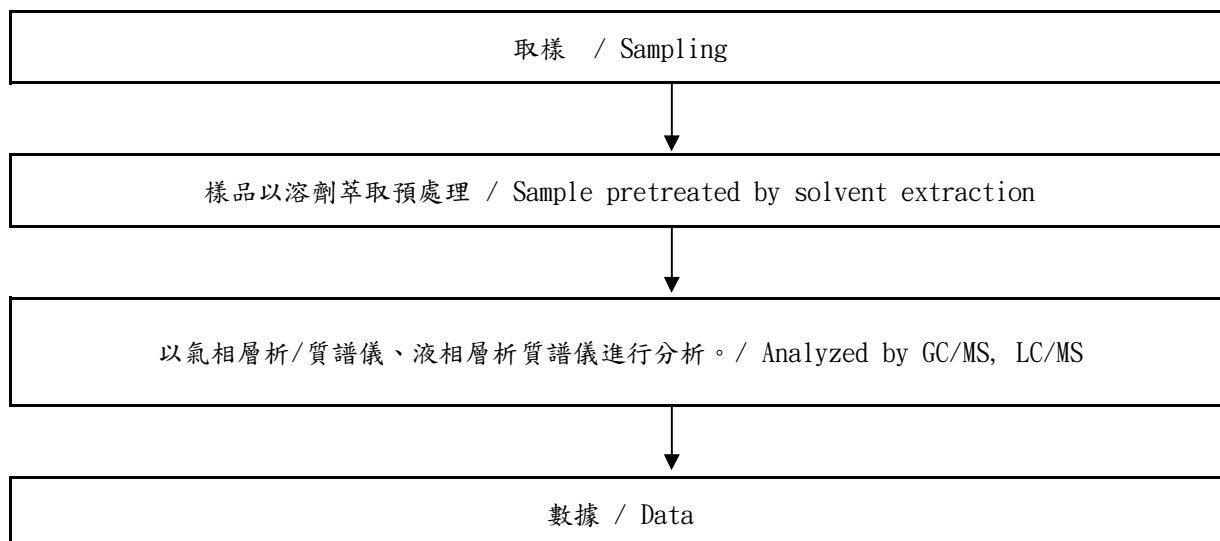 取樣 / Sampling
樣品以溶劑萃取預處理 / Sample pretreated by solvent extraction
以氣相層析/質譜儀、液相層析質譜儀進行分析。/ Analyzed by GC/MS, LC/MS
數據 / Data